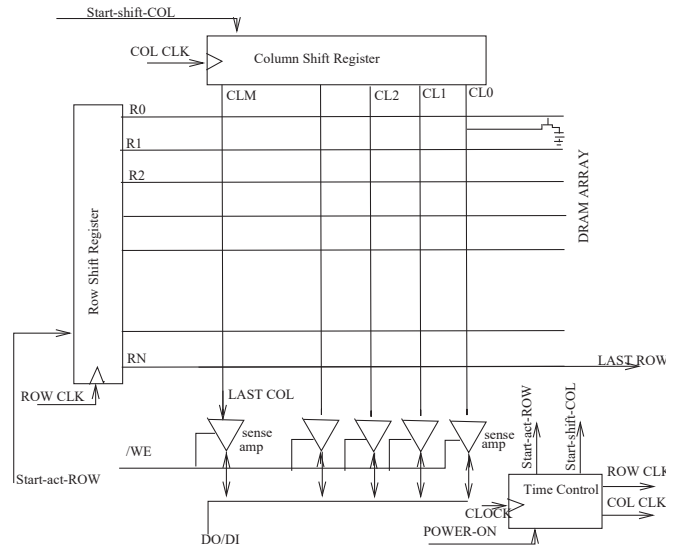 Start-shift-COL
COL CLK
Column Shift Register
CLM
CL2
CL1
CL0
R0
R1
R2
DRAM ARRAY
Row Shift Register
RN
LAST ROW
ROW CLK
LAST COL
/WE
sense
amp
sense
amp
Start-act-ROW
Start-act-ROW
Start-shift-COL
ROW CLK
Time Control
COL CLK
CLOCK
POWER-ON
DO/DI